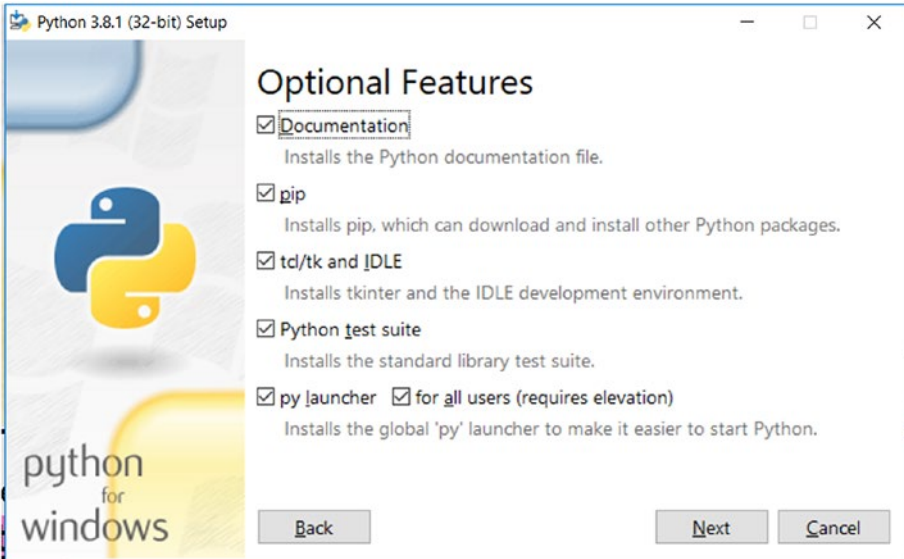 Python 3.8.1 (32-bit) Setup
Optional Features
Documentation
Installs the Python documentation file.
pip
Installs pip, which can download and install other Python packages.
tcl/tk and IDLE
Installs tkinter and the IDLE development environment.
Python test suite
Installs the standard library test suite.
py launcher for all users (requires elevation)
Installs the global 'py' launcher to make it easier to start Python.
python
for
windows
Back Next Cancel